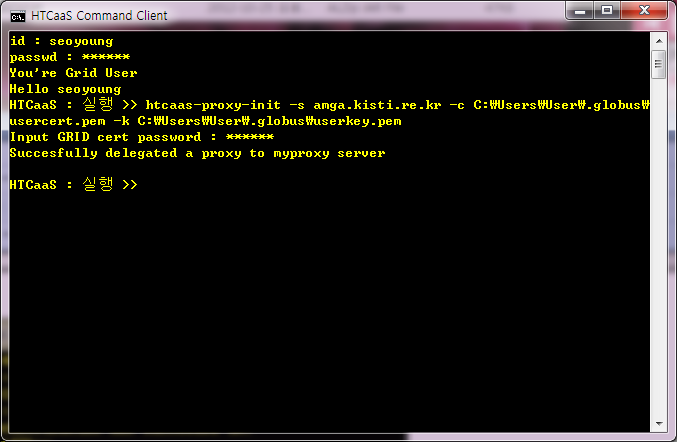 HTCaaS Command Client
id : seoyoung
passwd : ******
You're Grid User
Hello seoyoung
HTCaaS : 실행 >> htcaas-proxy-init -s amga.kisti.re.kr -c C:₩Users₩User₩.globus₩
usercert.pem -k C:₩Users₩User₩.globus₩userkey.pem
Input GRID cert password : ******
Succesfully delegated a proxy to myproxy server
HTCaaS : 실행 >>